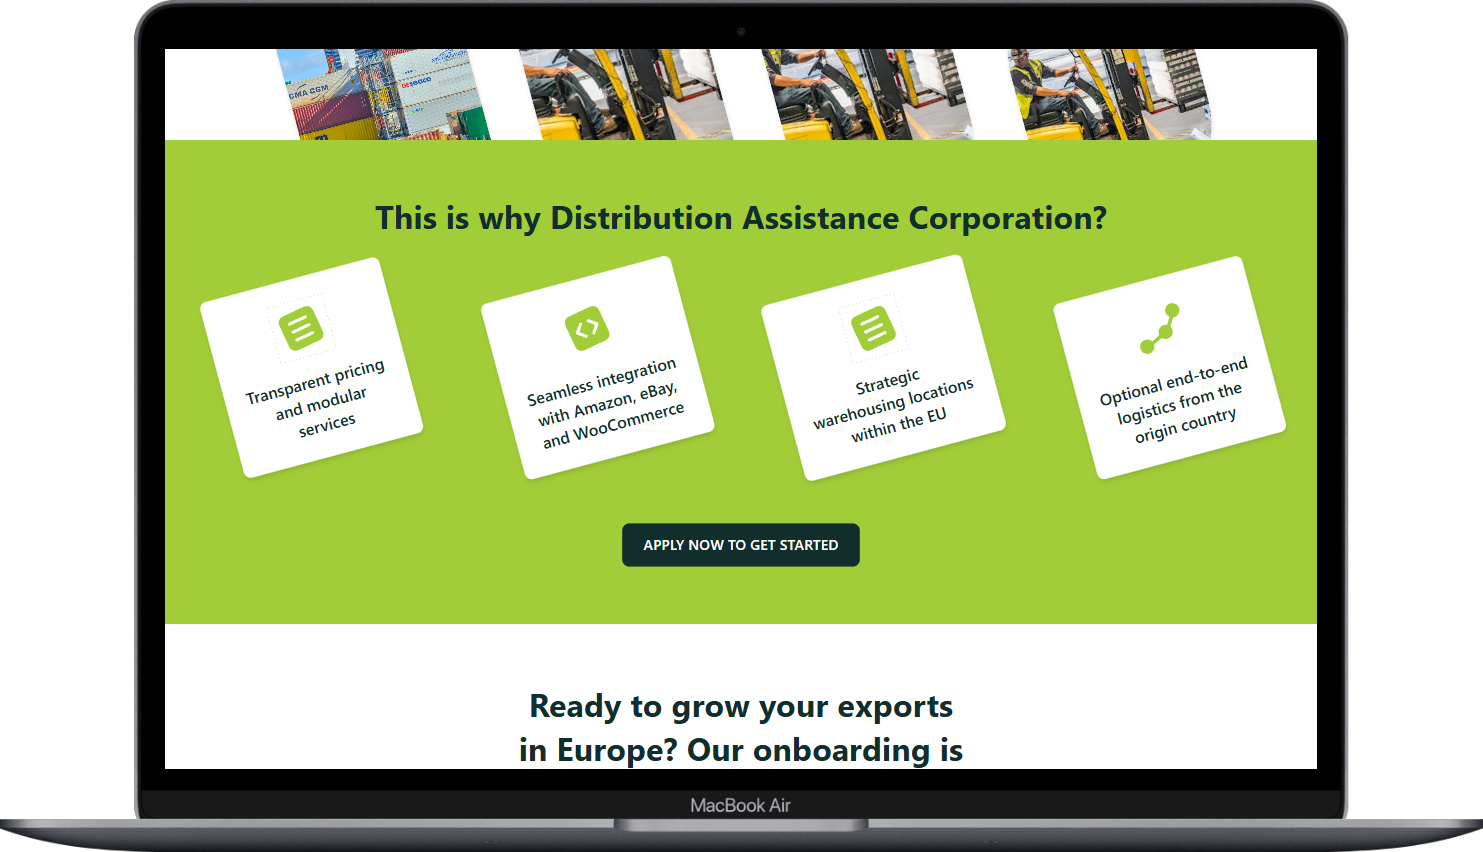 CMA CGM
seaco
This is why Distribution Assistance Corporation?
Transparent pricing
and modular
services
Seamless integration
with Amazon, eBay,
and WooCommerce
Strategic
warehousing locations
within the EU
Optional end-to-end
logistics from the
origin country
APPLY NOW TO GET STARTED
Ready to grow your exports
in Europe? Our onboarding is
MacBook Air